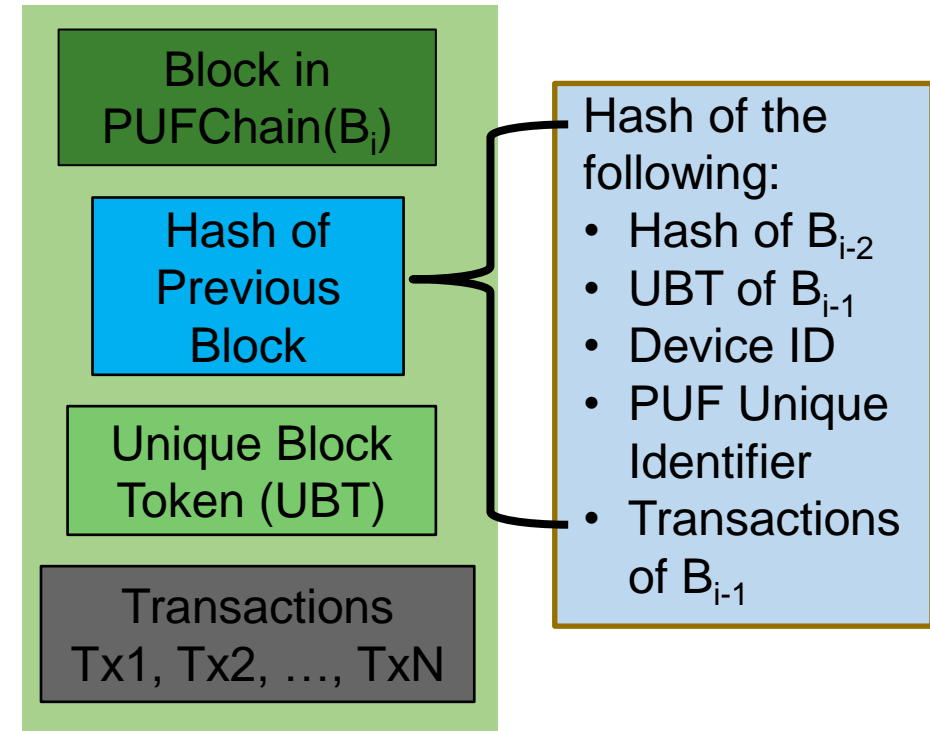 Block in
PUFChain(Bᵢ)
Hash of
Previous
Block
Unique Block
Token (UBT)
Transactions
Tx1, Tx2, …, TxN
Hash of the
following:
• Hash of Bᵢ₋₂
• UBT of Bᵢ₋₁
• Device ID
• PUF Unique
Identifier
• Transactions
of Bᵢ₋₁